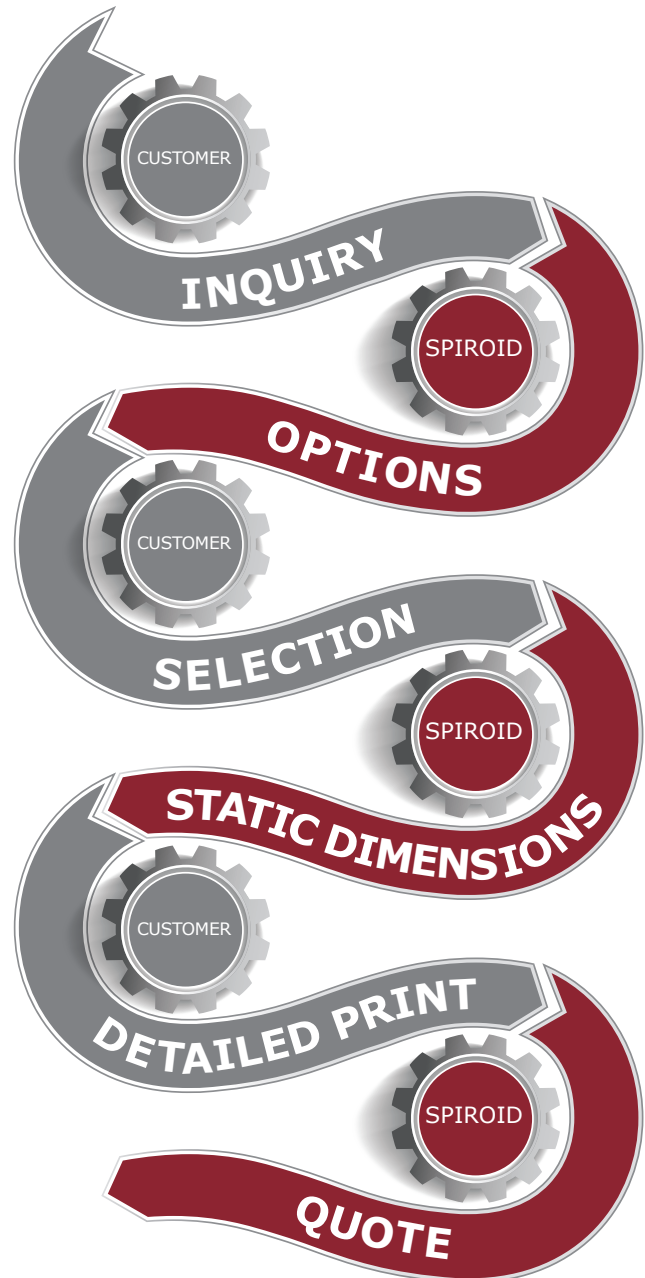 CUSTOMER
INQUIRY
SPIROID
OPTIONS
CUSTOMER
SELECTION
SPIROID
STATIC DIMENSIONS
CUSTOMER
DETAILED PRINT
SPIROID
QUOTE